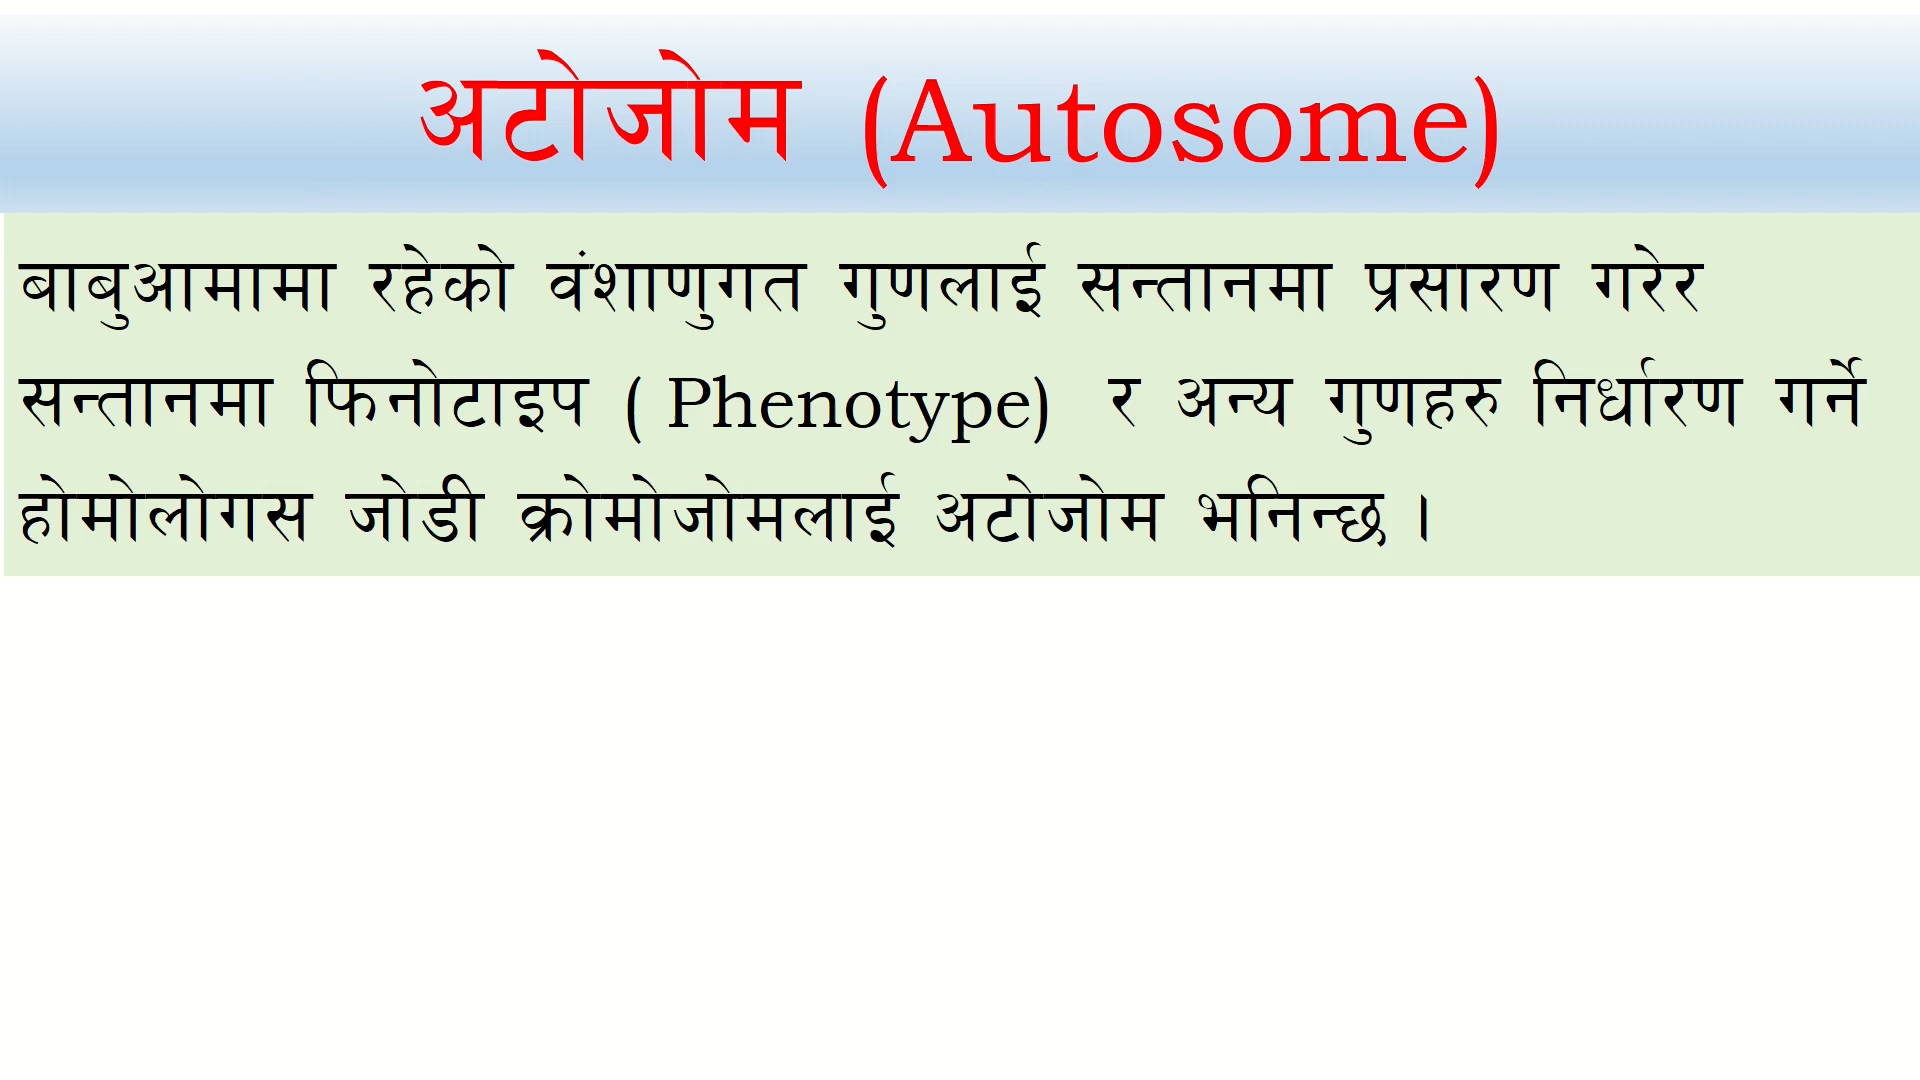 अटोजोम (Autosome)
बाबुआमामा रहेको वंशाणुगत गुणलाई सन्तानमा प्रसारण गरेर
सन्तानमा फिनोटाइप ( Phenotype) र अन्य गुणहरु निर्धारण गर्ने
होमोलोगस जोडी क्रोमोजोमलाई अटोजोम भनिन्छ ।